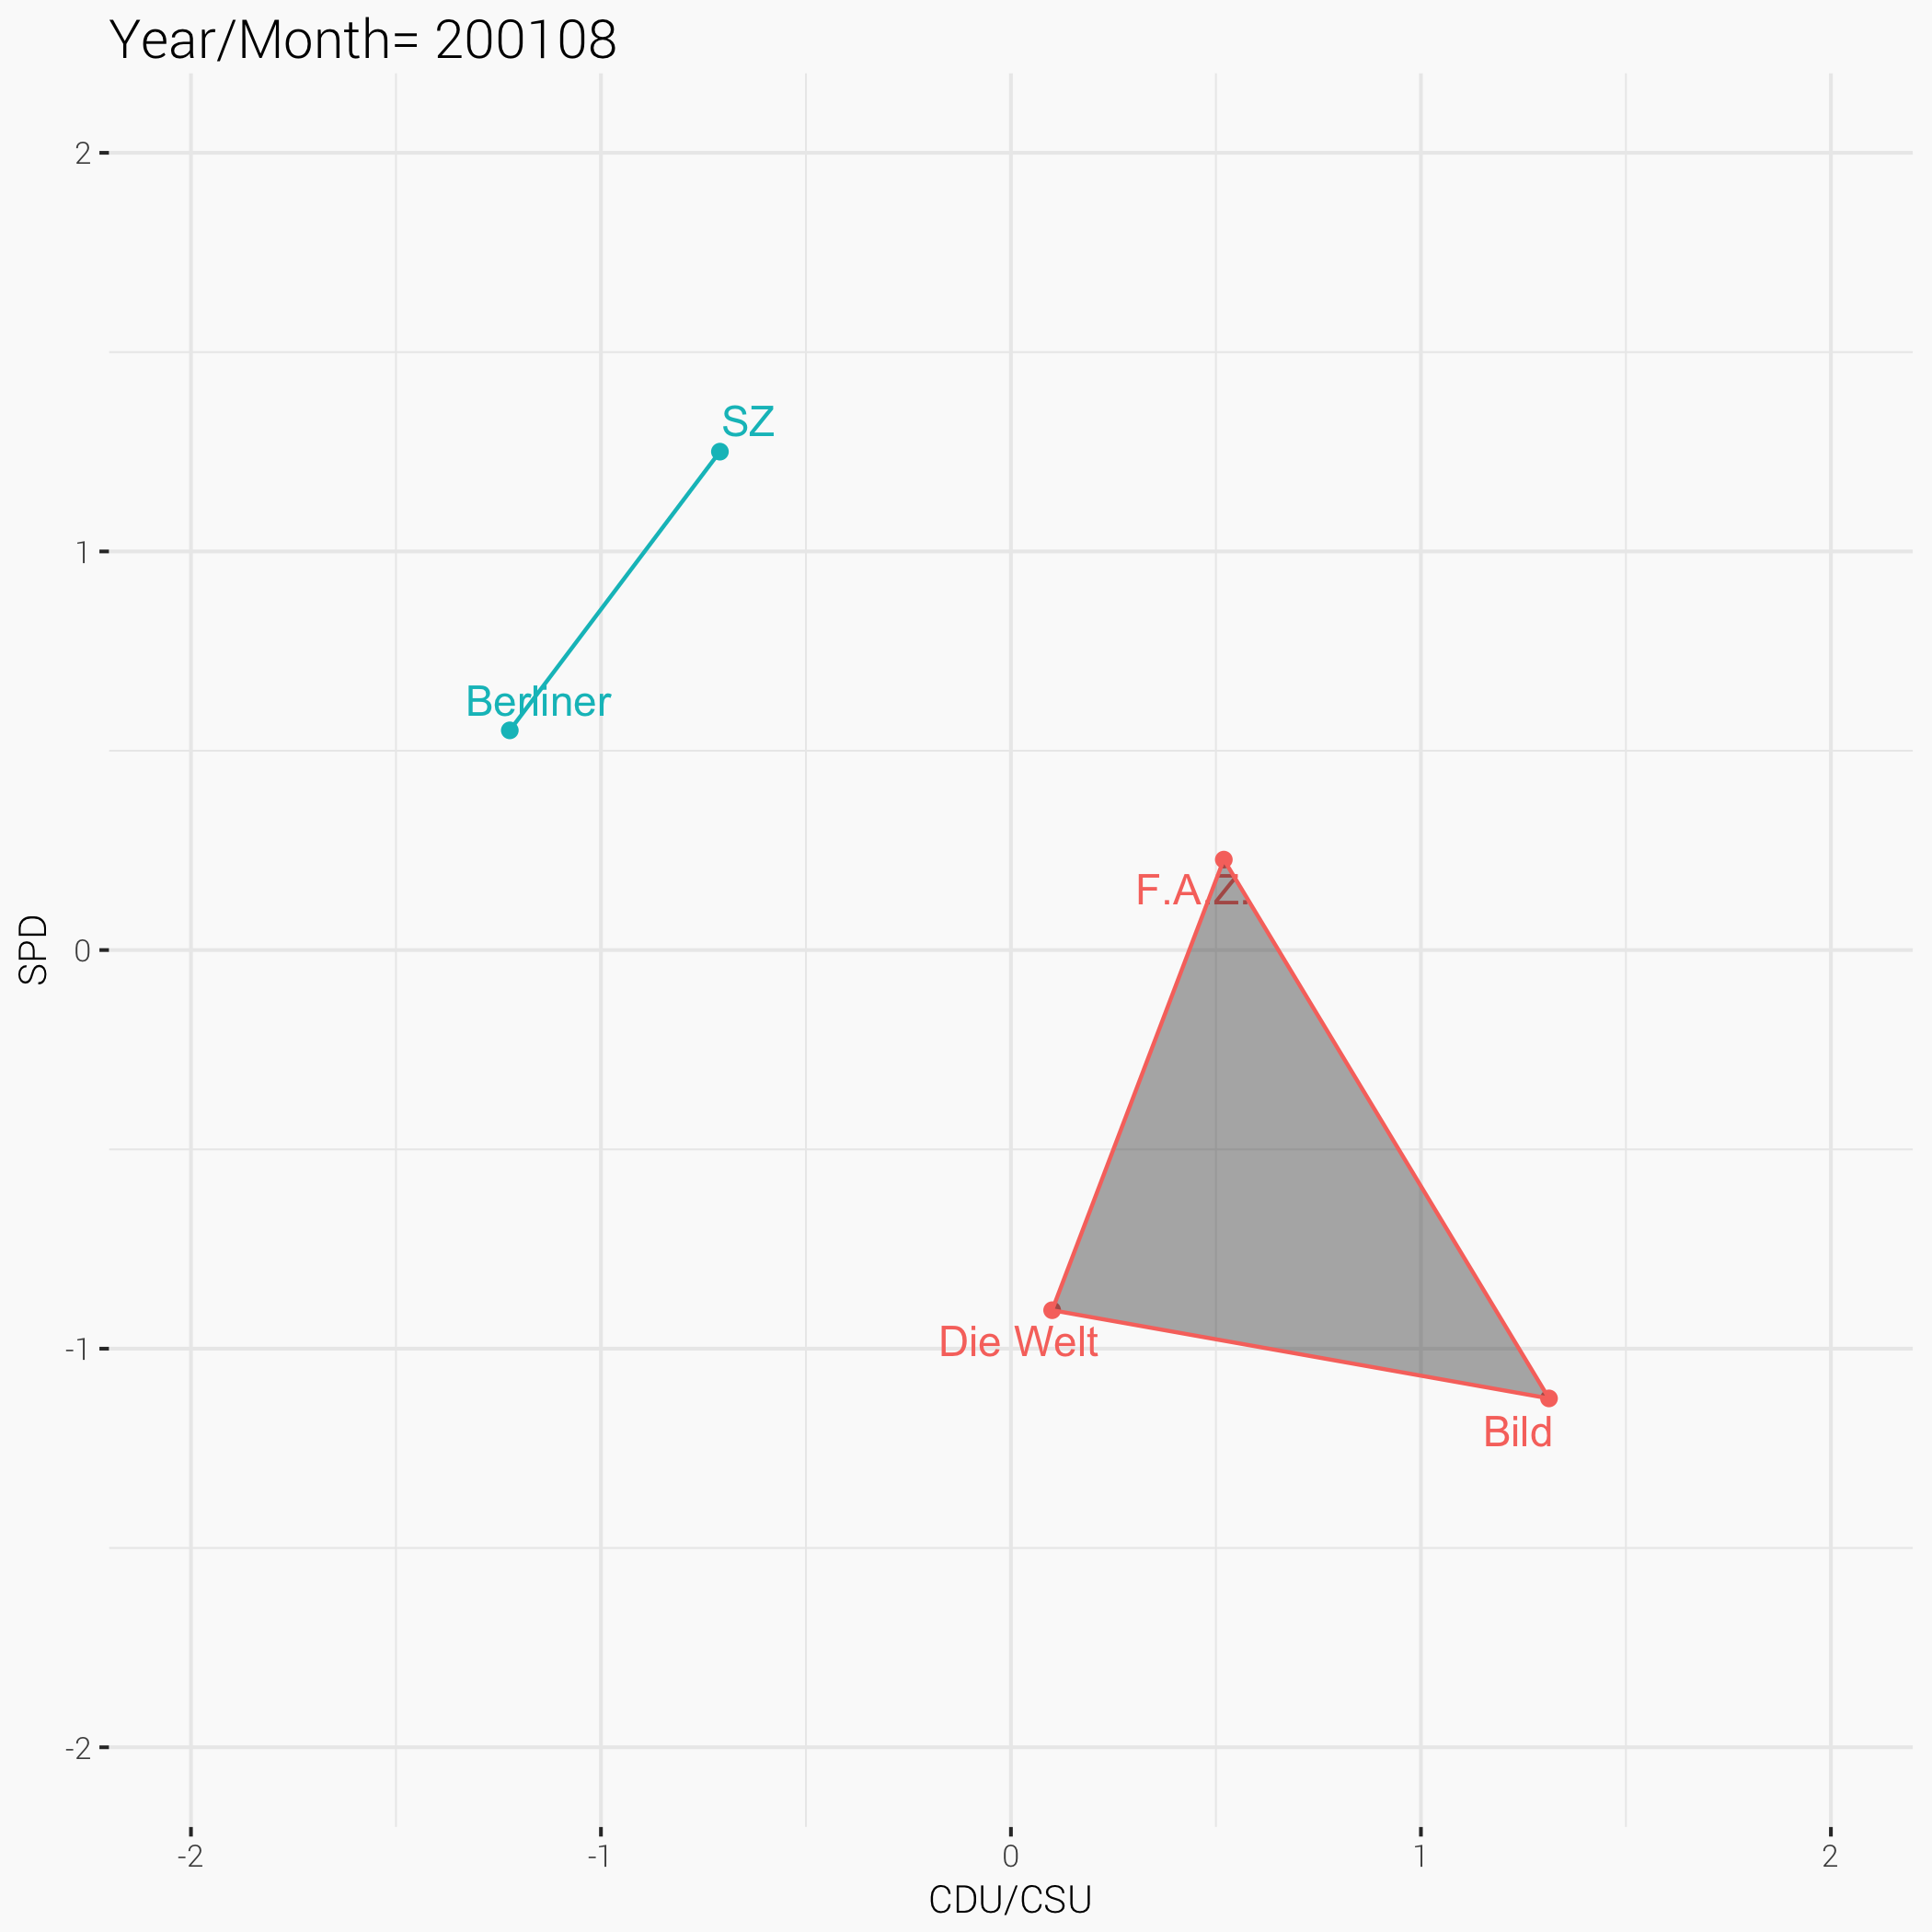 Year/Month= 200108
2
SZ
1
Berliner
F.A.Z.
SPD
0
Die Welt
-1
Bild
-2
-2 -1 0 1 2
CDU/CSU